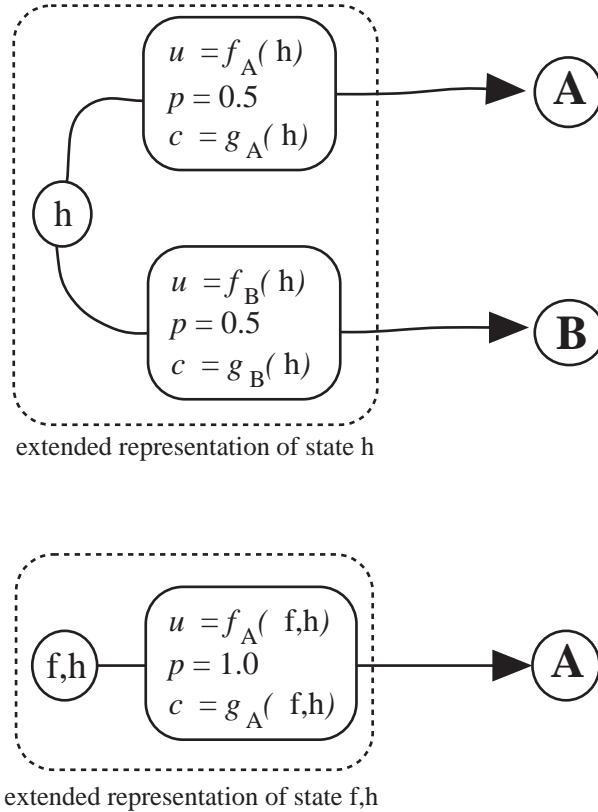 u = f_A( h)
p = 0.5
c = g_A( h)
A
h
u = f_B( h)
p = 0.5
c = g_B( h)
B
extended representation of state h
u = f_A( f,h)
p = 1.0
c = g_A( f,h)
f,h
A
extended representation of state f,h